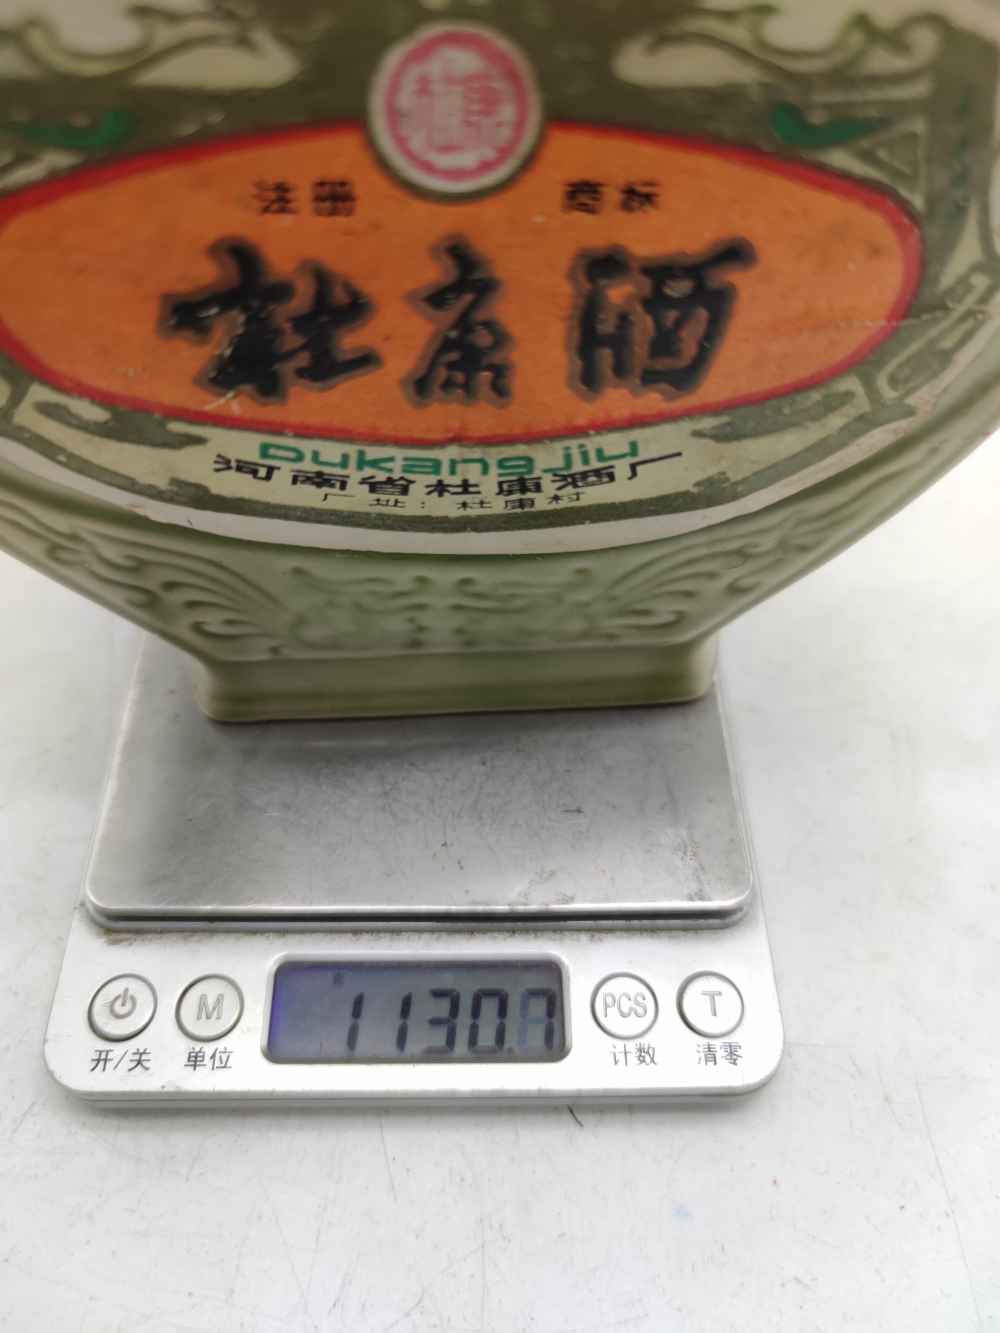 注册 商标
杜康酒
Dukangjiu
河南省杜康酒厂
厂址：杜康村
1130.
M PCS T
开/关 单位 计数 清零